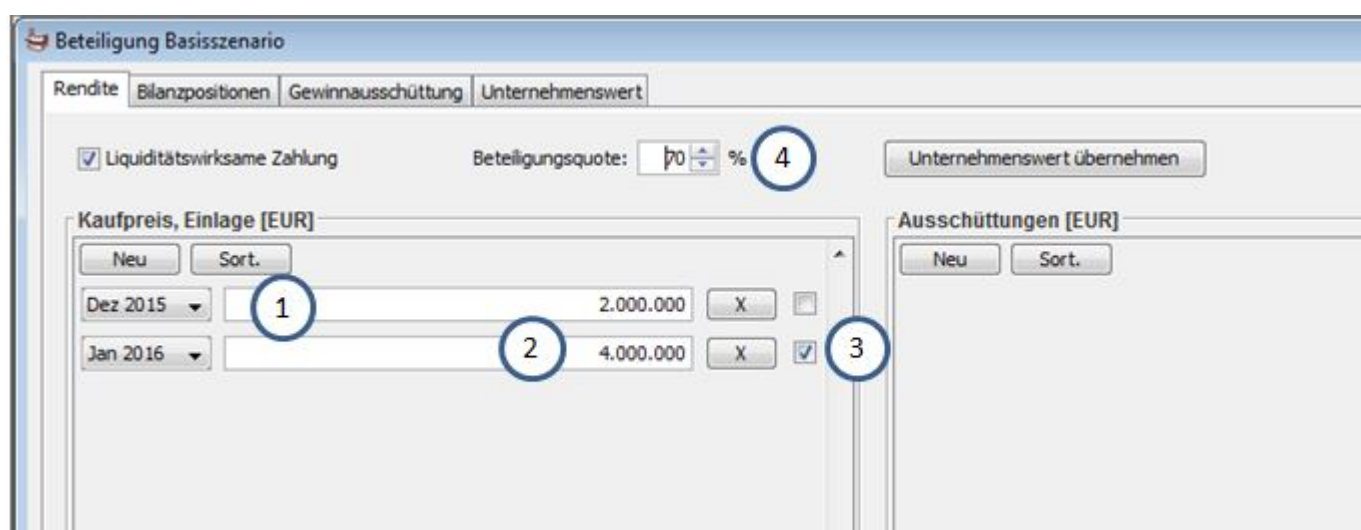 Beteiligung Basisszenario
Rendite Bilanzpositionen Gewinnausschüttung Unternehmenswert
Liquiditätswirksame Zahlung Beteiligungsquote: 70 % 4 Unternehmenswert übernehmen
Kaufpreis, Einlage [EUR] Ausschüttungen [EUR]
Neu Sort. Neu Sort.
Dez 2015 1 2.000.000 X
Jan 2016 2 4.000.000 X 3